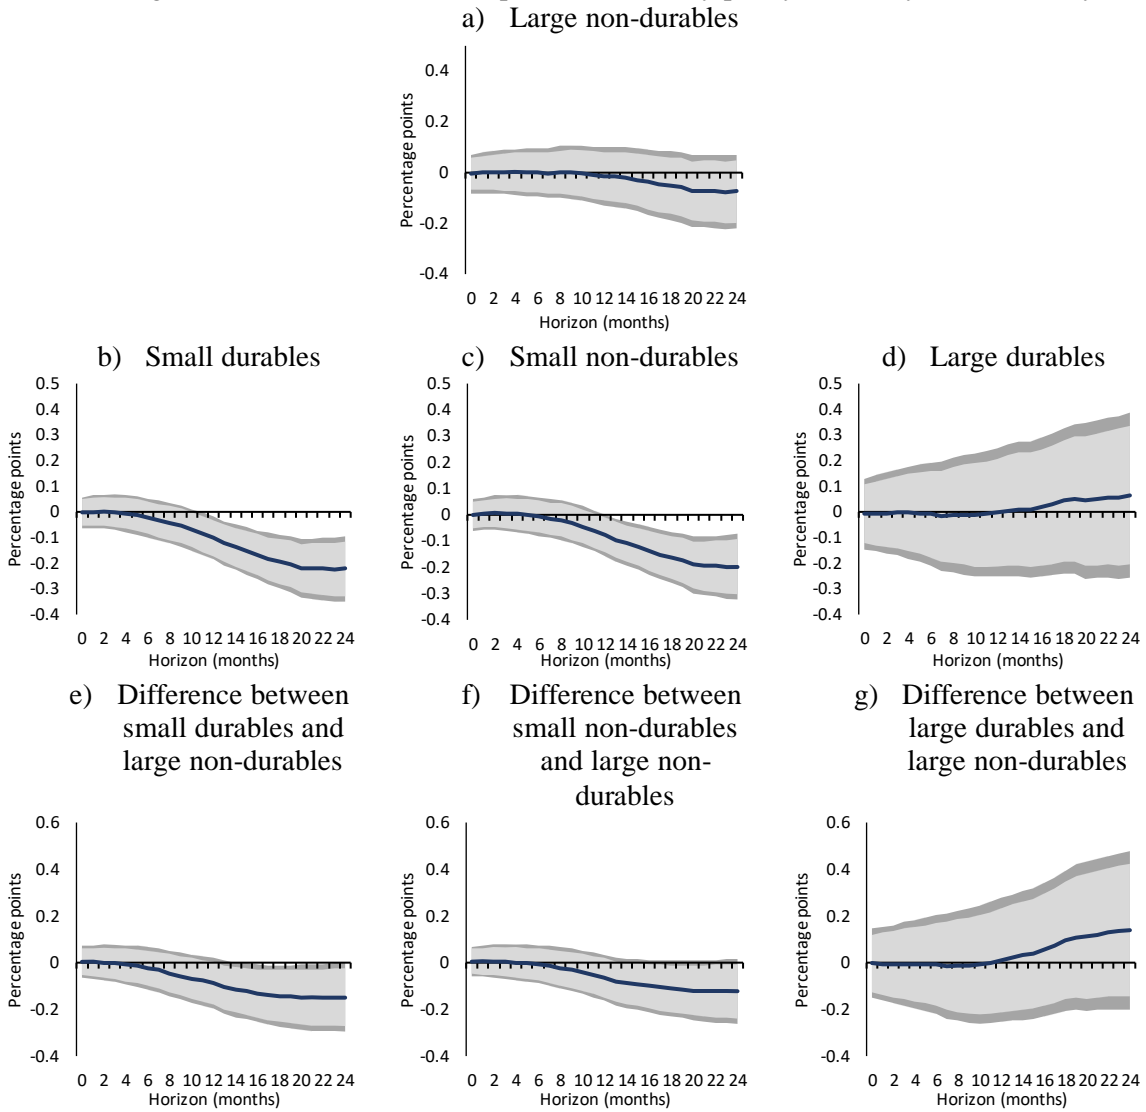 a) Large non-durables
0.4
0.2
0
-0.2
-0.4
Percentage points
0 2 4 6 8 10 12 14 16 18 20 22 24
Horizon (months)
b) Small durables
0.5
0.4
0.3
0.2
0.1
0
-0.1
-0.2
-0.3
-0.4
Percentage points
0 2 4 6 8 10 12 14 16 18 20 22 24
Horizon (months)
c) Small non-durables
0.5
0.4
0.3
0.2
0.1
0
-0.1
-0.2
-0.3
-0.4
Percentage points
0 2 4 6 8 10 12 14 16 18 20 22 24
Horizon (months)
d) Large durables
0.5
0.4
0.3
0.2
0.1
0
-0.1
-0.2
-0.3
-0.4
Percentage points
0 2 4 6 8 10 12 14 16 18 20 22 24
Horizon (months)
e) Difference between
small durables and
large non-durables
0.6
0.4
0.2
0
-0.2
-0.4
Percentage points
0 2 4 6 8 10 12 14 16 18 20 22 24
Horizon (months)
f) Difference between
small non-durables
and large non-
durables
0.6
0.4
0.2
0
-0.2
-0.4
Percentage points
0 2 4 6 8 10 12 14 16 18 20 22 24
Horizon (months)
g) Difference between
large durables and
large non-durables
0.6
0.4
0.2
0
-0.2
-0.4
Percentage points
0 2 4 6 8 10 12 14 16 18 20 22 24
Horizon (months)